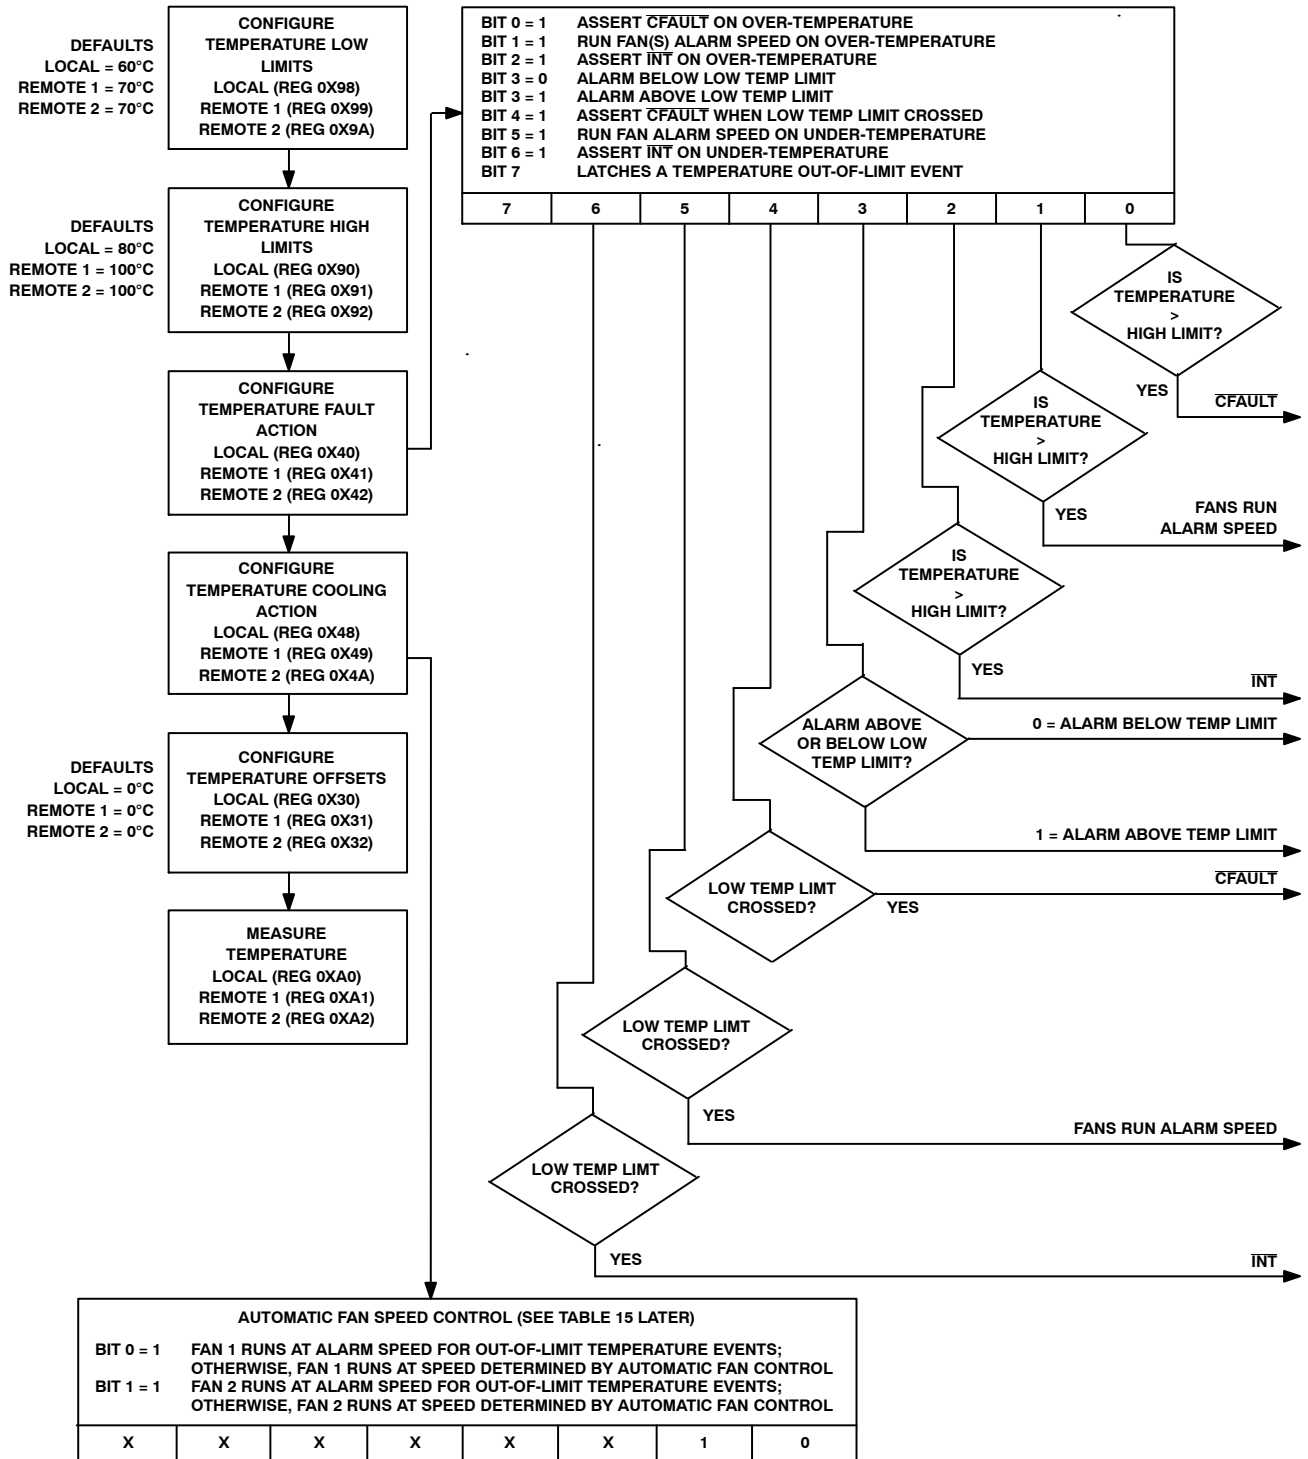 CONFIGURE
TEMPERATURE LOW
LIMITS
LOCAL (REG 0X98)
REMOTE 1 (REG 0X99)
REMOTE 2 (REG 0X9A)
DEFAULTS
LOCAL = 60°C
REMOTE 1 = 70°C
REMOTE 2 = 70°C
CONFIGURE
TEMPERATURE HIGH
LIMITS
LOCAL (REG 0X90)
REMOTE 1 (REG 0X91)
REMOTE 2 (REG 0X92)
DEFAULTS
LOCAL = 80°C
REMOTE 1 = 100°C
REMOTE 2 = 100°C
CONFIGURE
TEMPERATURE FAULT
ACTION
LOCAL (REG 0X40)
REMOTE 1 (REG 0X41)
REMOTE 2 (REG 0X42)
CONFIGURE
TEMPERATURE COOLING
ACTION
LOCAL (REG 0X48)
REMOTE 1 (REG 0X49)
REMOTE 2 (REG 0X4A)
CONFIGURE
TEMPERATURE OFFSETS
LOCAL (REG 0X30)
REMOTE 1 (REG 0X31)
REMOTE 2 (REG 0X32)
DEFAULTS
LOCAL = 0°C
REMOTE 1 = 0°C
REMOTE 2 = 0°C
MEASURE
TEMPERATURE
LOCAL (REG 0XA0)
REMOTE 1 (REG 0XA1)
REMOTE 2 (REG 0XA2)
BIT 0 = 1 ASSERT CFAULT ON OVER-TEMPERATURE
BIT 1 = 1 RUN FAN(S) ALARM SPEED ON OVER-TEMPERATURE
BIT 2 = 1 ASSERT INT ON OVER-TEMPERATURE
BIT 3 = 0 ALARM BELOW LOW TEMP LIMIT
BIT 3 = 1 ALARM ABOVE LOW TEMP LIMIT
BIT 4 = 1 ASSERT CFAULT WHEN LOW TEMP LIMIT CROSSED
BIT 5 = 1 RUN FAN ALARM SPEED ON UNDER-TEMPERATURE
BIT 6 = 1 ASSERT INT ON UNDER-TEMPERATURE
BIT 7 LATCHES A TEMPERATURE OUT-OF-LIMIT EVENT
7 6 5 4 3 2 1 0
IS
TEMPERATURE
>
HIGH LIMIT?
YES
CFAULT
IS
TEMPERATURE
>
HIGH LIMIT?
YES
FANS RUN
ALARM SPEED
IS
TEMPERATURE
>
HIGH LIMIT?
YES
INT
ALARM ABOVE
OR BELOW LOW
TEMP LIMIT?
0 = ALARM BELOW TEMP LIMIT
1 = ALARM ABOVE TEMP LIMIT
LOW TEMP LIMT
CROSSED?
YES
CFAULT
LOW TEMP LIMT
CROSSED?
YES
FANS RUN ALARM SPEED
LOW TEMP LIMT
CROSSED?
YES
INT
AUTOMATIC FAN SPEED CONTROL (SEE TABLE 15 LATER)
BIT 0 = 1 FAN 1 RUNS AT ALARM SPEED FOR OUT-OF-LIMIT TEMPERATURE EVENTS;
OTHERWISE, FAN 1 RUNS AT SPEED DETERMINED BY AUTOMATIC FAN CONTROL
BIT 1 = 1 FAN 2 RUNS AT ALARM SPEED FOR OUT-OF-LIMIT TEMPERATURE EVENTS;
OTHERWISE, FAN 2 RUNS AT SPEED DETERMINED BY AUTOMATIC FAN CONTROL
X X X X X X 1 0